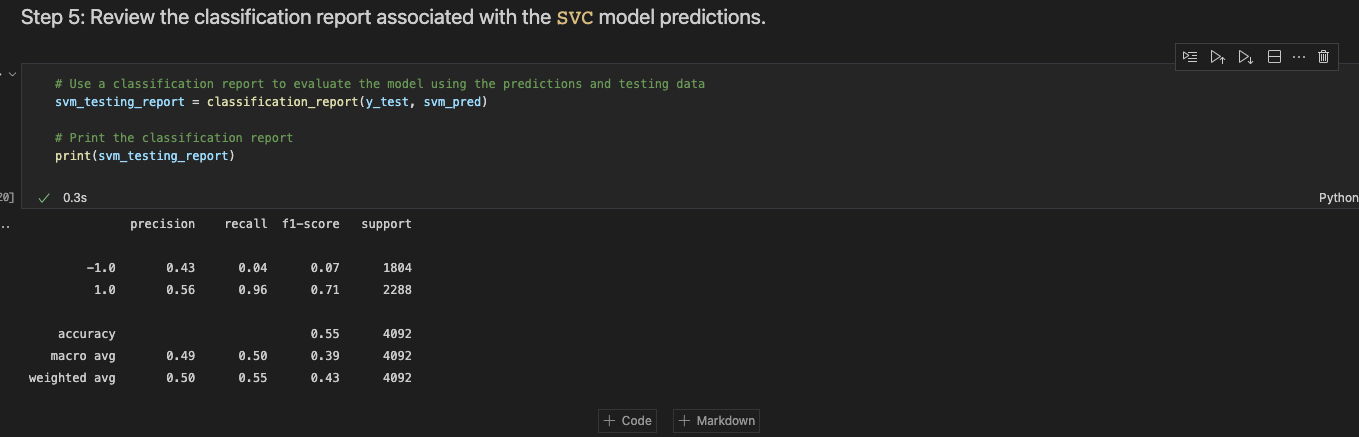 Step 5: Review the classification report associated with the SVC model predictions.
# Use a classification report to evaluate the model using the predictions and testing data
svm_testing_report = classification_report(y_test, svm_pred)
# Print the classification report
print(svm_testing_report)
20] 0.3s Python
precision recall f1-score support
-1.0 0.43 0.04 0.07 1804
1.0 0.56 0.96 0.71 2288
accuracy 0.55 4092
macro avg 0.49 0.50 0.39 4092
weighted avg 0.50 0.55 0.43 4092
+ Code + Markdown